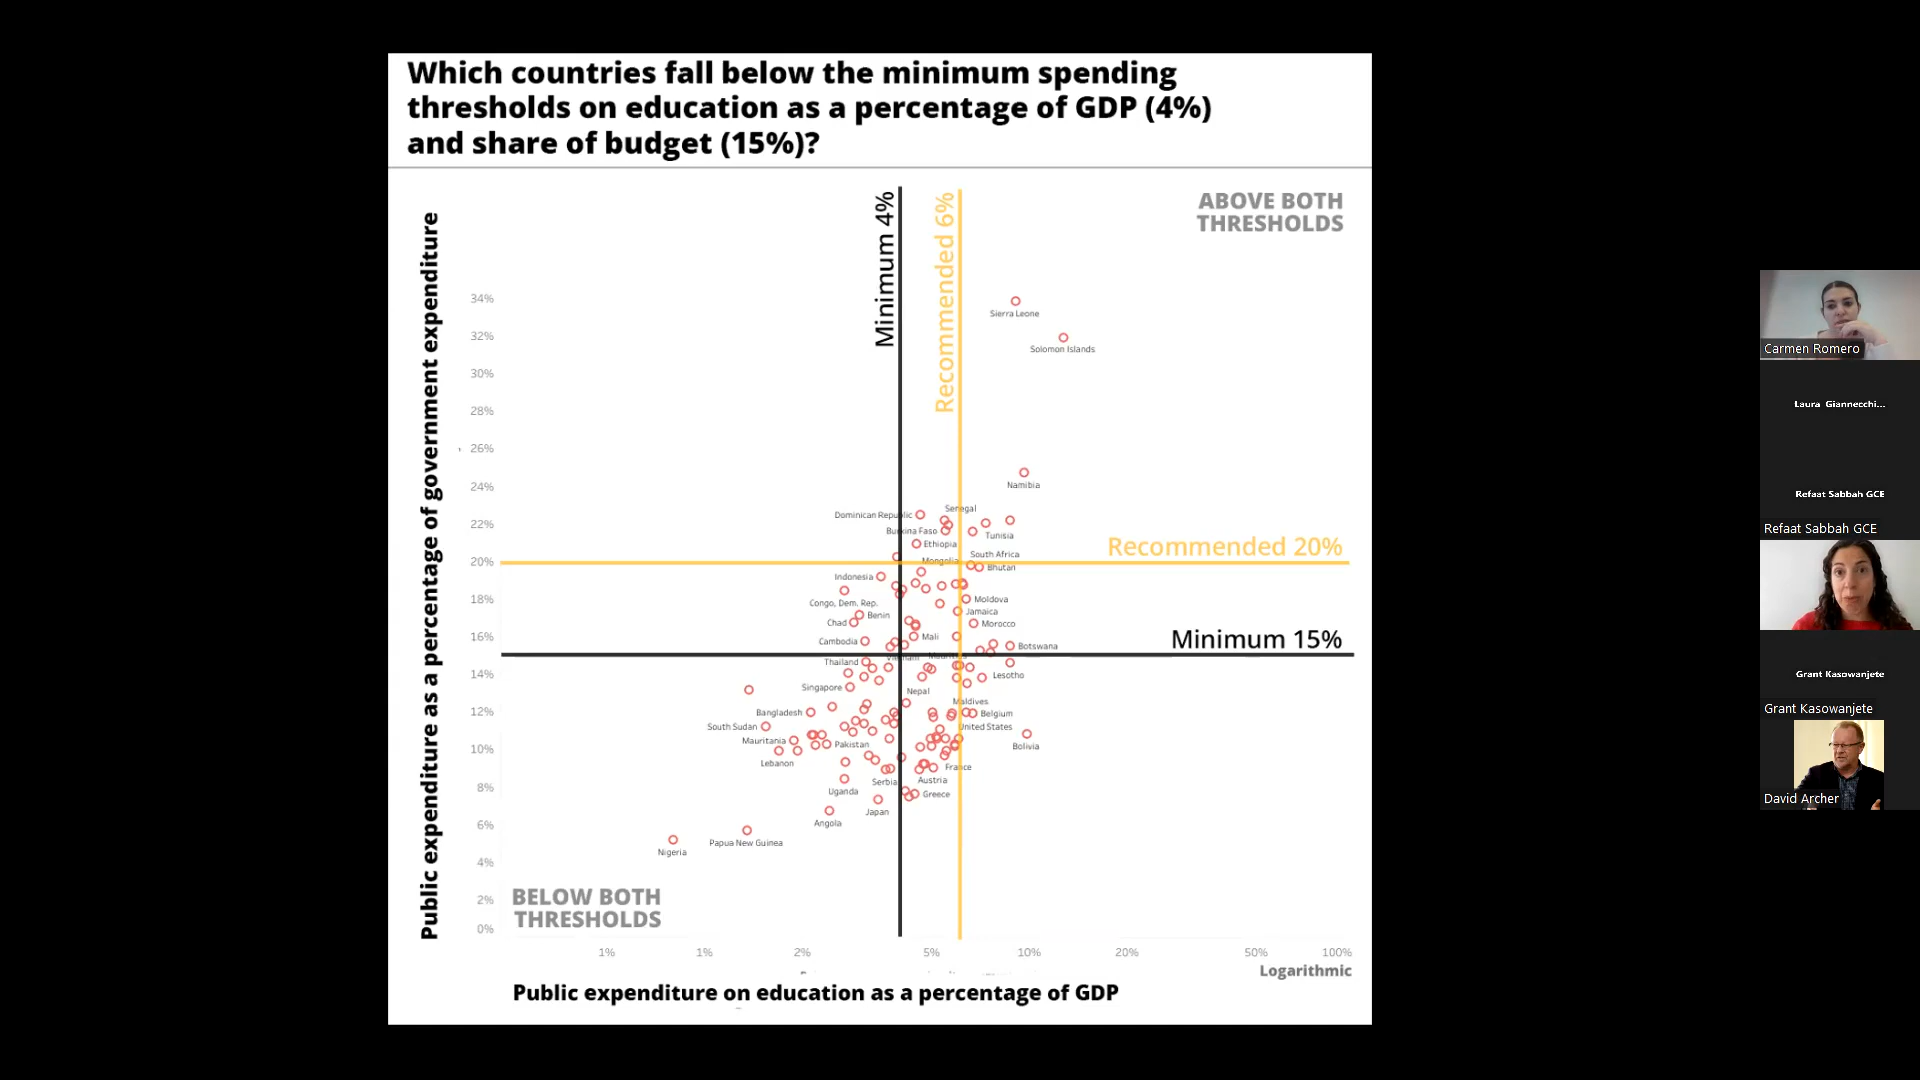 Which countries fall below the minimum spending
thresholds on education as a percentage of GDP (4%)
and share of budget (15%)?
ABOVE BOTH
THRESHOLDS
Minimum 4%
Recommended 6%
Public expenditure as a percentage of government expenditure
34%
Sierra Leone
32%
Solomon Islands
30%
28%
26%
24%
Namibia
22%
Senegal
Dominican Republic
Burkina Faso
Tunisia
Ethiopia
Recommended 20%
South Africa
Mongolia
20%
Bhutan
Indonesia
18%
Congo, Dem. Rep.
Moldova
Jamaica
Benin
Chad
Morocco
16%
Mali
Cambodia
Botswana
Minimum 15%
Vietnam
Thailand
14%
Lesotho
Singapore
Nepal
Maldives
12%
Bangladesh
Belgium
South Sudan
United States
Mauritania
Pakistan
Bolivia
10%
Lebanon
France
Serbia
Austria
8%
Uganda
Greece
Japan
6%
Angola
Papua New Guinea
Nigeria
4%
2%
0%
BELOW BOTH
THRESHOLDS
1% 1% 2% 5% 10% 20% 50% 100%
Logarithmic
Public expenditure on education as a percentage of GDP
Carmen Romero
Laura Giannecchi...
Refaat Sabbah GCE
Refaat Sabbah GCE
Grant Kasowanjete
Grant Kasowanjete
David Archer